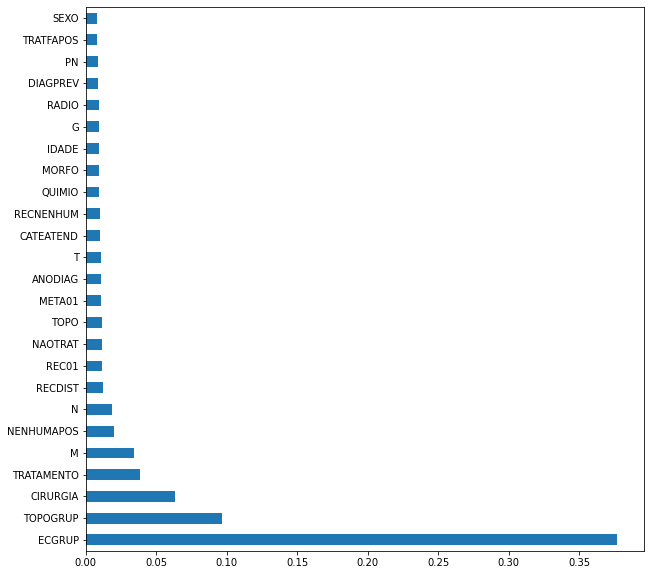 SEXO
TRATFAPOS
PN
DIAGPREV
RADIO
G
IDADE
MORFO
QUIMIO
RECNENHUM
CATEATEND
T
ANODIAG
META01
TOPO
NAOTRAT
REC01
RECDIST
N
NENHUMAPOS
M
TRATAMENTO
CIRURGIA
TOPOGRUP
ECGRUP
0.00 0.05 0.10 0.15 0.20 0.25 0.30 0.35